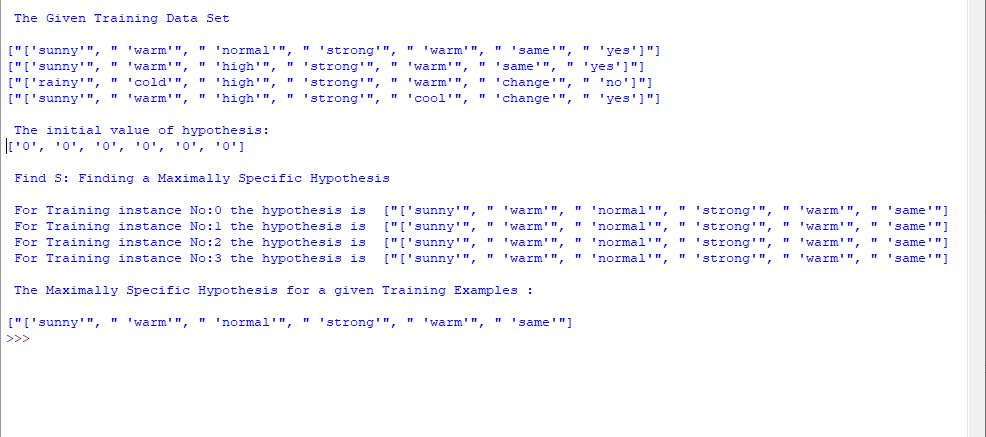 The Given Training Data Set
["['sunny'", " 'warm'", " 'normal'", " 'strong'", " 'warm'", " 'same'", " 'yes']"]
["['sunny'", " 'warm'", " 'high'", " 'strong'", " 'warm'", " 'same'", " 'yes']"]
["['rainy'", " 'cold'", " 'high'", " 'strong'", " 'warm'", " 'change'", " 'no']"]
["['sunny'", " 'warm'", " 'high'", " 'strong'", " 'cool'", " 'change'", " 'yes']"]
The initial value of hypothesis:
['0', '0', '0', '0', '0', '0']
Find S: Finding a Maximally Specific Hypothesis
For Training instance No:0 the hypothesis is  ["['sunny'", " 'warm'", " 'normal'", " 'strong'", " 'warm'", " 'same'"]
For Training instance No:1 the hypothesis is  ["['sunny'", " 'warm'", " 'normal'", " 'strong'", " 'warm'", " 'same'"]
For Training instance No:2 the hypothesis is  ["['sunny'", " 'warm'", " 'normal'", " 'strong'", " 'warm'", " 'same'"]
For Training instance No:3 the hypothesis is  ["['sunny'", " 'warm'", " 'normal'", " 'strong'", " 'warm'", " 'same'"]
The Maximally Specific Hypothesis for a given Training Examples :
["['sunny'", " 'warm'", " 'normal'", " 'strong'", " 'warm'", " 'same'"]
>>>